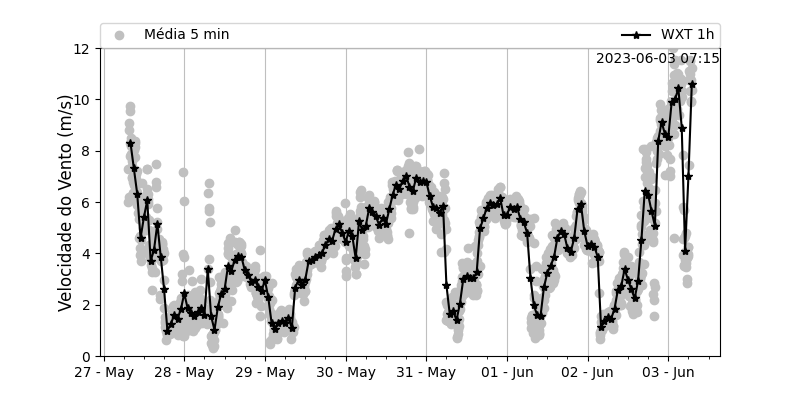 Média 5 min
WXT 1h
2023-06-03 07:15
Velocidade do Vento (m/s)
12
10
8
6
4
2
0
27 - May
28 - May
29 - May
30 - May
31 - May
01 - Jun
02 - Jun
03 - Jun